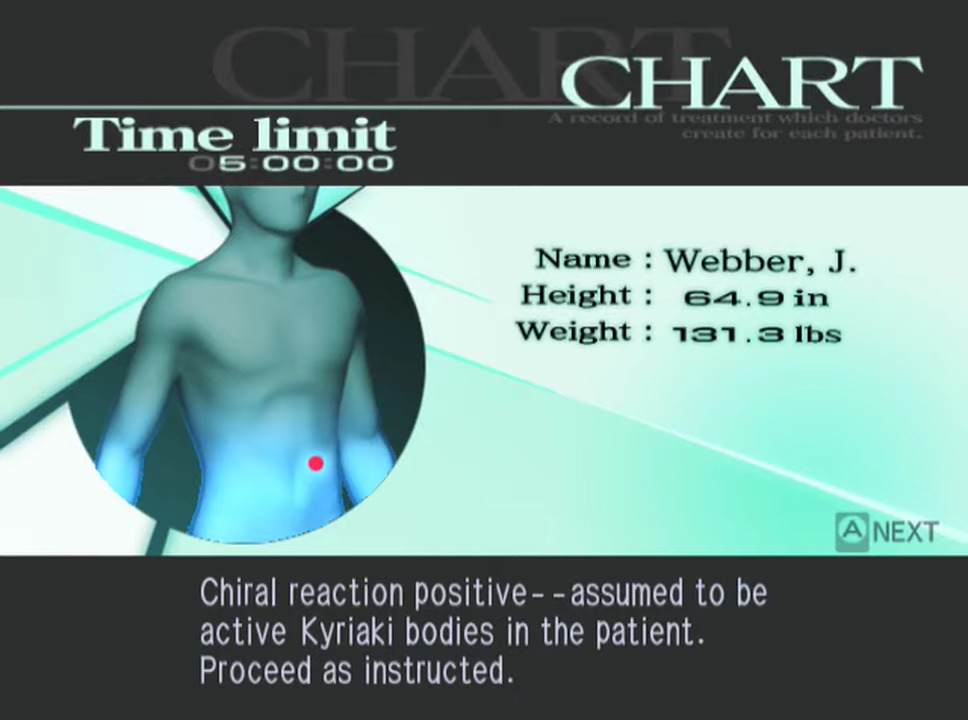 CHART
CHART
A record of treatment which doctors
create for each patient.
Time limit
05:00:00
Name : Webber, J.
Height : 64.9 in
Weight : 131.3 lbs
A NEXT
Chiral reaction positive--assumed to be
active Kyriaki bodies in the patient.
Proceed as instructed.